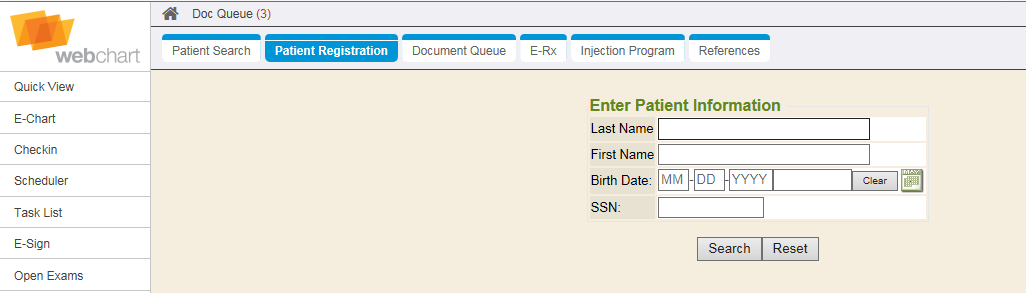 webchart
Doc Queue (3)
Patient Search Patient Registration Document Queue E-Rx Injection Program References
Quick View
E-Chart
Checkin
Scheduler
Task List
E-Sign
Open Exams
Enter Patient Information
Last Name
First Name
Birth Date: MM - DD - YYYY Clear
SSN:
Search Reset